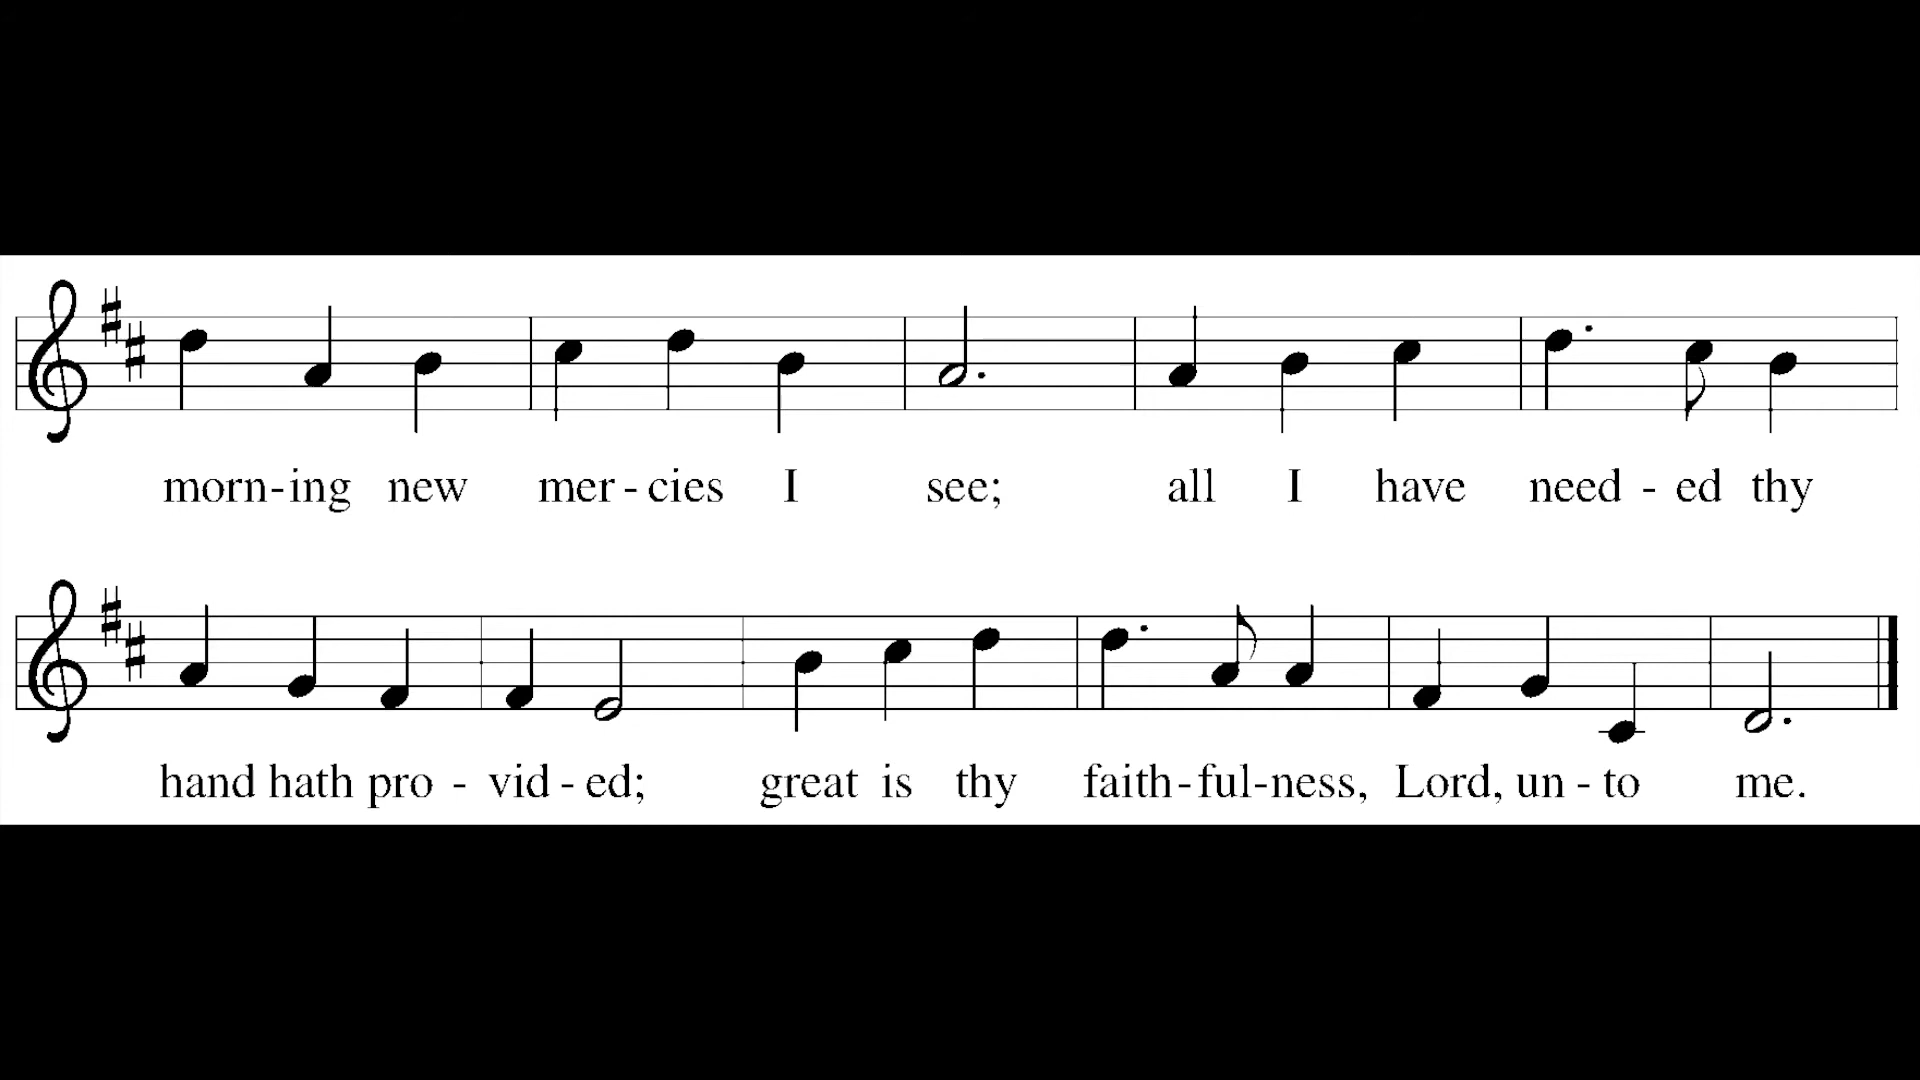 morn-ing new mer - cies I see; all I have need - ed thy
hand hath pro - vid - ed; great is thy faith-ful-ness, Lord, un - to me.